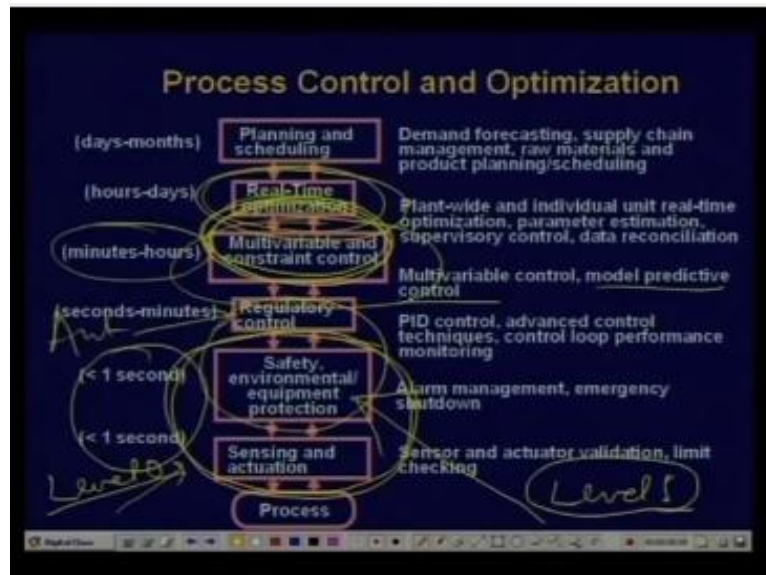 Process Control and Optimization
(days-months)
Planning and
scheduling
Demand forecasting, supply chain
management, raw materials and
product planning/scheduling
(hours-days)
Real-Time
optimization
Plant-wide and individual unit real-time
optimization, parameter estimation,
supervisory control, data reconciliation
(minutes-hours)
Multivariable and
constraint control
Multivariable control, model predictive
control
(seconds-minutes)
Regulatory
control
PID control, advanced control
techniques, control loop performance
monitoring
(< 1 second)
Safety,
environmental/
equipment
protection
Alarm management, emergency
shutdown
(< 1 second)
Sensing and
actuation
Sensor and actuator validation, limit
checking
Level 0
Level 1
Process